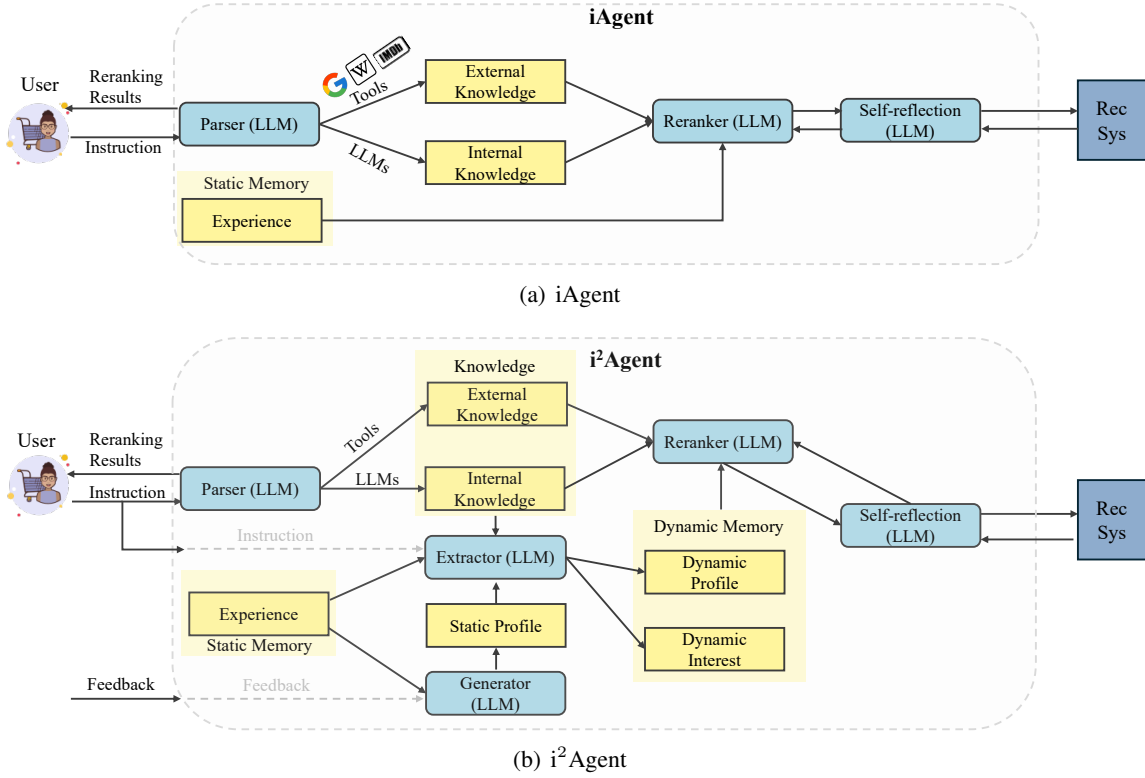 iAgent
User
Reranking
Results
Instruction
Parser (LLM)
G W IMDb
Tools
LLMs
External
Knowledge
Internal
Knowledge
Reranker (LLM)
Self-reflection
(LLM)
Rec
Sys
Static Memory
Experience
(a) iAgent
i²Agent
User
Reranking
Results
Instruction
Parser (LLM)
Tools
LLMs
Knowledge
External
Knowledge
Internal
Knowledge
Reranker (LLM)
Self-reflection
(LLM)
Rec
Sys
Instruction
Extractor (LLM)
Dynamic Memory
Dynamic
Profile
Dynamic
Interest
Experience
Static Memory
Static Profile
Feedback
Feedback
Generator
(LLM)
(b) i²Agent